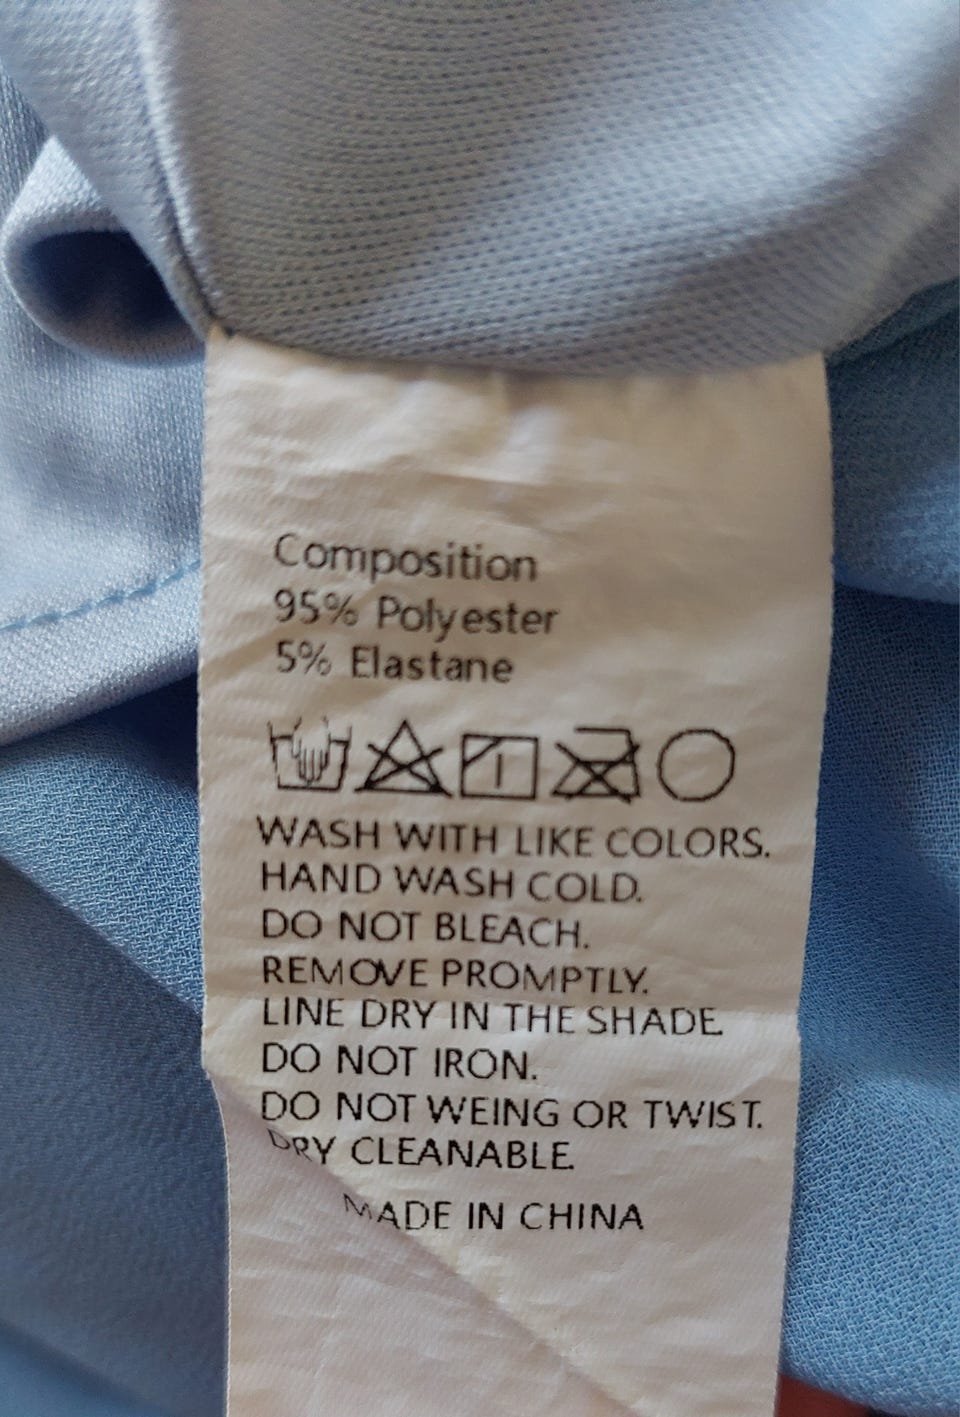 Composition
95% Polyester
5% Elastane
WASH WITH LIKE COLORS.
HAND WASH COLD.
DO NOT BLEACH.
REMOVE PROMPTLY.
LINE DRY IN THE SHADE.
DO NOT IRON.
DO NOT WEING OR TWIST.
DRY CLEANABLE.
MADE IN CHINA